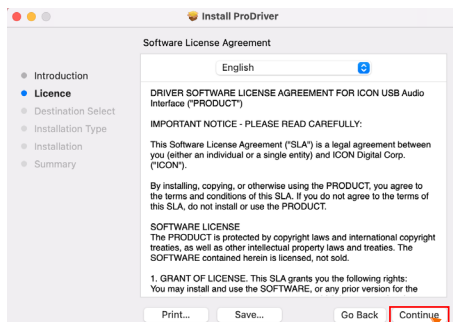 Install ProDriver
Software License Agreement
English
Introduction
Licence
Destination Select
Installation Type
Installation
Summary
DRIVER SOFTWARE LICENSE AGREEMENT FOR ICON USB Audio
Interface ("PRODUCT")
IMPORTANT NOTICE - PLEASE READ CAREFULLY:
This Software License Agreement ("SLA") is a legal agreement between
you (either an individual or a single entity) and ICON Digital Corp.
("ICON").
By installing, copying, or otherwise using the PRODUCT, you agree to
the terms and conditions of this SLA. If you do not agree to the terms of
this SLA, do not install or use the PRODUCT.
SOFTWARE LICENSE
The PRODUCT is protected by copyright laws and international copyright
treaties, as well as other intellectual property laws and treaties. The
SOFTWARE contained herein is licensed, not sold.
1. GRANT OF LICENSE. This SLA grants you the following rights:
You may install and use the SOFTWARE, or any prior version for the
Print...
Save...
Go Back
Continue